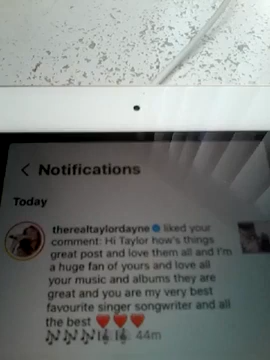 Notifications
Today
therealtaylordayne liked your
comment: Hi Taylor how's things
great post and love them all and I'm
a huge fan of yours and love all
your music and albums they are
great and you are my very best
favourite singer songwriter and all
the best ❤️❤️❤️
🎶🎶🎶🎼🎼. 44m